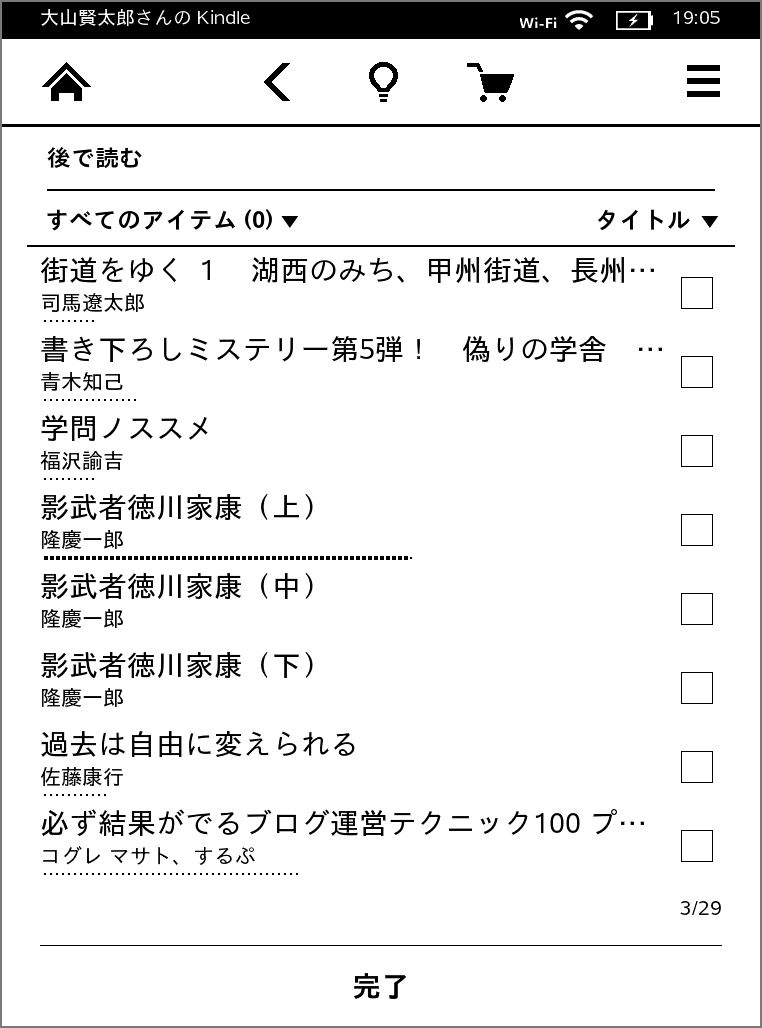 大山賢太郎さんの Kindle Wi-Fi 19:05
後で読む
すべてのアイテム (0) ▼ タイトル ▼
街道をゆく 1　湖西のみち、甲州街道、長州…
司馬遼太郎
書き下ろしミステリー第5弾！　偽りの学舎　…
青木知己
学問ノススメ
福沢諭吉
影武者徳川家康（上）
隆慶一郎
影武者徳川家康（中）
隆慶一郎
影武者徳川家康（下）
隆慶一郎
過去は自由に変えられる
佐藤康行
必ず結果がでるブログ運営テクニック100 プ…
コグレ マサト、するぷ
3/29
完了